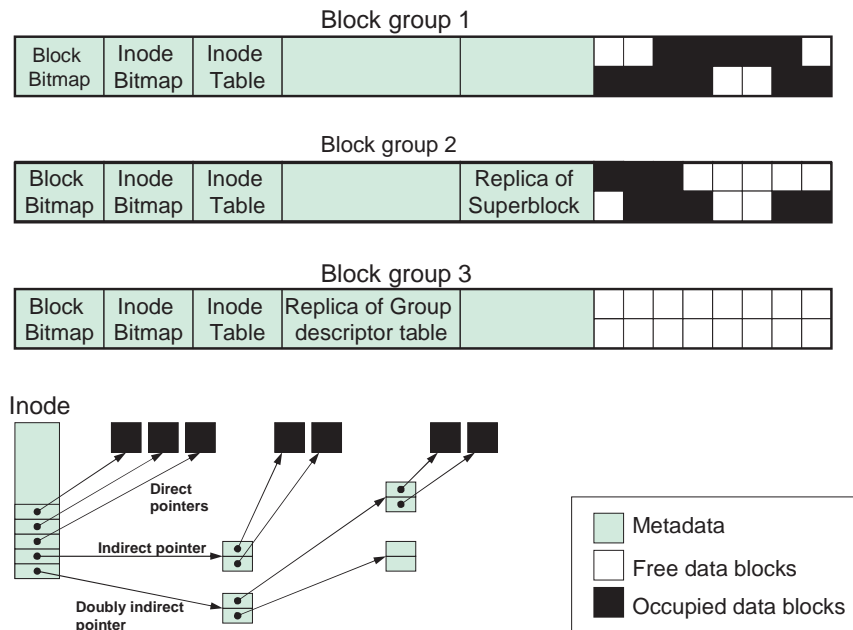 Block group 1
Block
Bitmap
Inode
Bitmap
Inode
Table
Block group 2
Block
Bitmap
Inode
Bitmap
Inode
Table
Replica of
Superblock
Block group 3
Block
Bitmap
Inode
Bitmap
Inode
Table
Replica of Group
descriptor table
Inode
Direct
pointers
Indirect pointer
Doubly indirect
pointer
Metadata
Free data blocks
Occupied data blocks